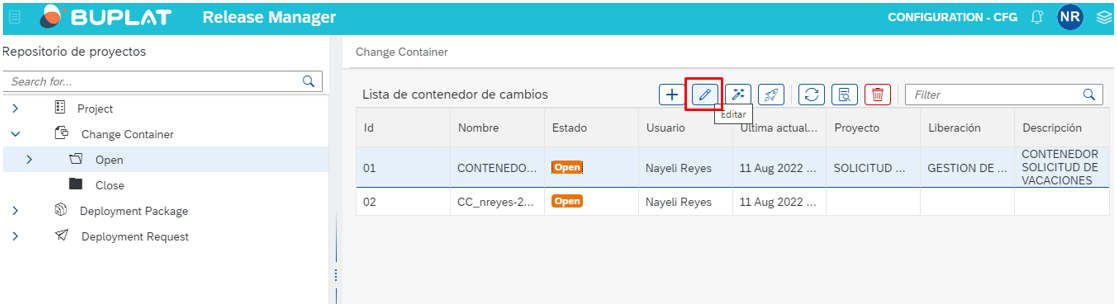 BUPLAT Release Manager CONFIGURATION - CFG NR
Repositorio de proyectos
Search for...
Project
Change Container
Open
Close
Deployment Package
Deployment Request
Change Container
Lista de contenedor de cambios
Filter
Editar
Id Nombre Estado Usuario Última actual... Proyecto Liberación Descripción
01 CONTENEDO... Open Nayeli Reyes 11 Aug 2022 ... SOLICITUD ... GESTION DE ... CONTENEDOR
SOLICITUD DE
VACACIONES
02 CC_nreyes-2... Open Nayeli Reyes 11 Aug 2022 ...